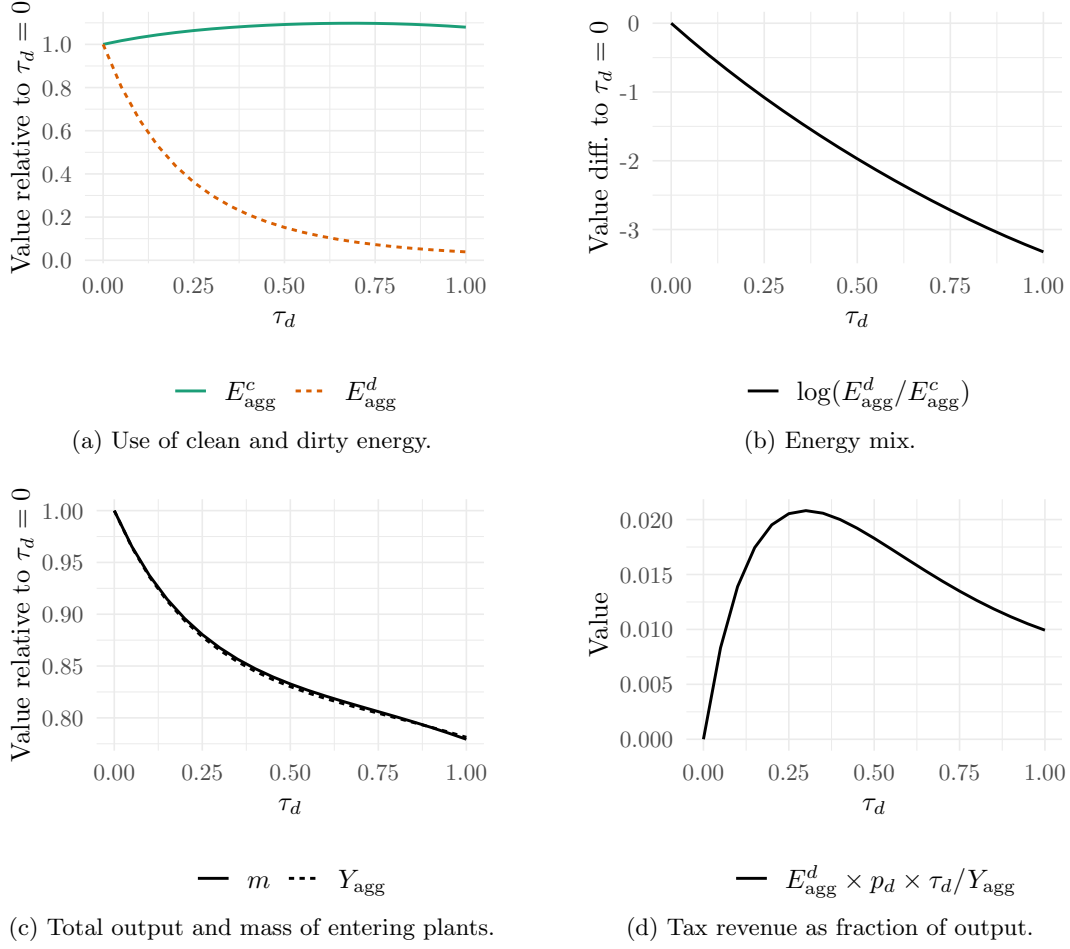 Value relative to τ_d = 0
1.0
0.8
0.6
0.4
0.2
0.0
0.00 0.25 0.50 0.75 1.00
τ_d
E^c_agg E^d_agg
(a) Use of clean and dirty energy.
Value diff. to τ_d = 0
-0
-1
-2
-3
0.00 0.25 0.50 0.75 1.00
τ_d
log(E^d_agg/E^c_agg)
(b) Energy mix.
Value relative to τ_d = 0
1.00
0.95
0.90
0.85
0.80
0.00 0.25 0.50 0.75 1.00
τ_d
m Y_agg
(c) Total output and mass of entering plants.
Value
0.020
0.015
0.010
0.005
0.000
0.00 0.25 0.50 0.75 1.00
τ_d
E^d_agg × p_d × τ_d/Y_agg
(d) Tax revenue as fraction of output.